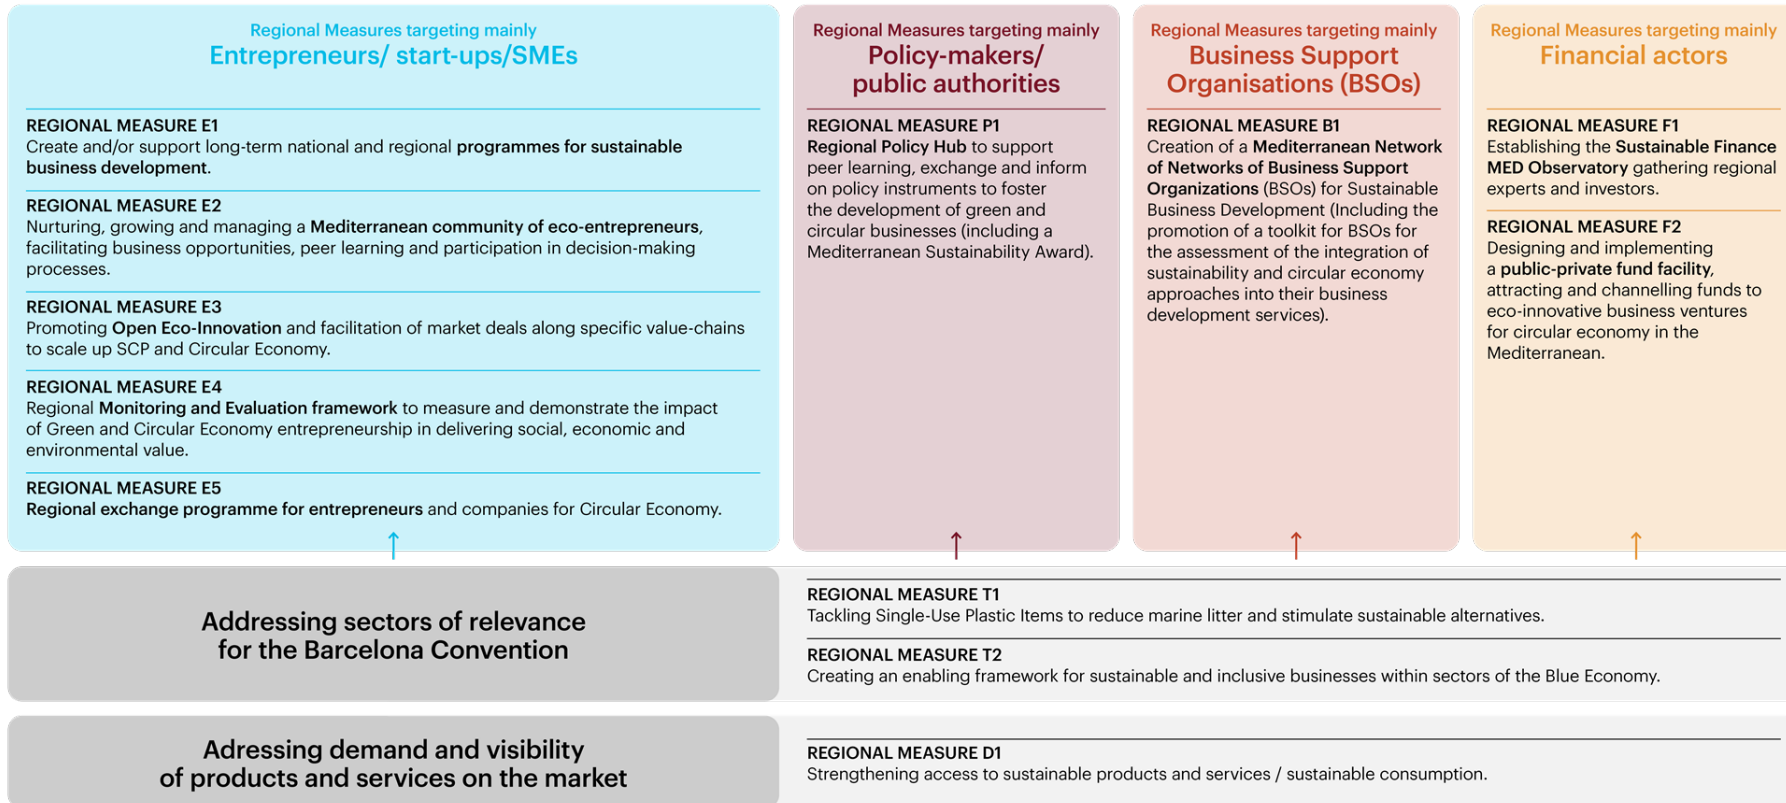 Regional Measures targeting mainly
Entrepreneurs/ start-ups/SMEs
REGIONAL MEASURE E1
Create and/or support long-term national and regional programmes for sustainable
business development.
REGIONAL MEASURE E2
Nurturing, growing and managing a Mediterranean community of eco-entrepreneurs,
facilitating business opportunities, peer learning and participation in decision-making
processes.
REGIONAL MEASURE E3
Promoting Open Eco-Innovation and facilitation of market deals along specific value-chains
to scale up SCP and Circular Economy.
REGIONAL MEASURE E4
Regional Monitoring and Evaluation framework to measure and demonstrate the impact
of Green and Circular Economy entrepreneurship in delivering social, economic and
environmental value.
REGIONAL MEASURE E5
Regional exchange programme for entrepreneurs and companies for Circular Economy.
Regional Measures targeting mainly
Policy-makers/
public authorities
REGIONAL MEASURE P1
Regional Policy Hub to support
peer learning, exchange and inform
on policy instruments to foster
the development of green and
circular businesses (including a
Mediterranean Sustainability Award).
Regional Measures targeting mainly
Business Support
Organisations (BSOs)
REGIONAL MEASURE B1
Creation of a Mediterranean Network
of Networks of Business Support
Organizations (BSOs) for Sustainable
Business Development (Including the
promotion of a toolkit for BSOs for
the assessment of the integration of
sustainability and circular economy
approaches into their business
development services).
Regional Measures targeting mainly
Financial actors
REGIONAL MEASURE F1
Establishing the Sustainable Finance
MED Observatory gathering regional
experts and investors.
REGIONAL MEASURE F2
Designing and implementing
a public-private fund facility,
attracting and channelling funds to
eco-innovative business ventures
for circular economy in the
Mediterranean.
Addressing sectors of relevance
for the Barcelona Convention
REGIONAL MEASURE T1
Tackling Single-Use Plastic Items to reduce marine litter and stimulate sustainable alternatives.
REGIONAL MEASURE T2
Creating an enabling framework for sustainable and inclusive businesses within sectors of the Blue Economy.
Adressing demand and visibility
of products and services on the market
REGIONAL MEASURE D1
Strengthening access to sustainable products and services / sustainable consumption.